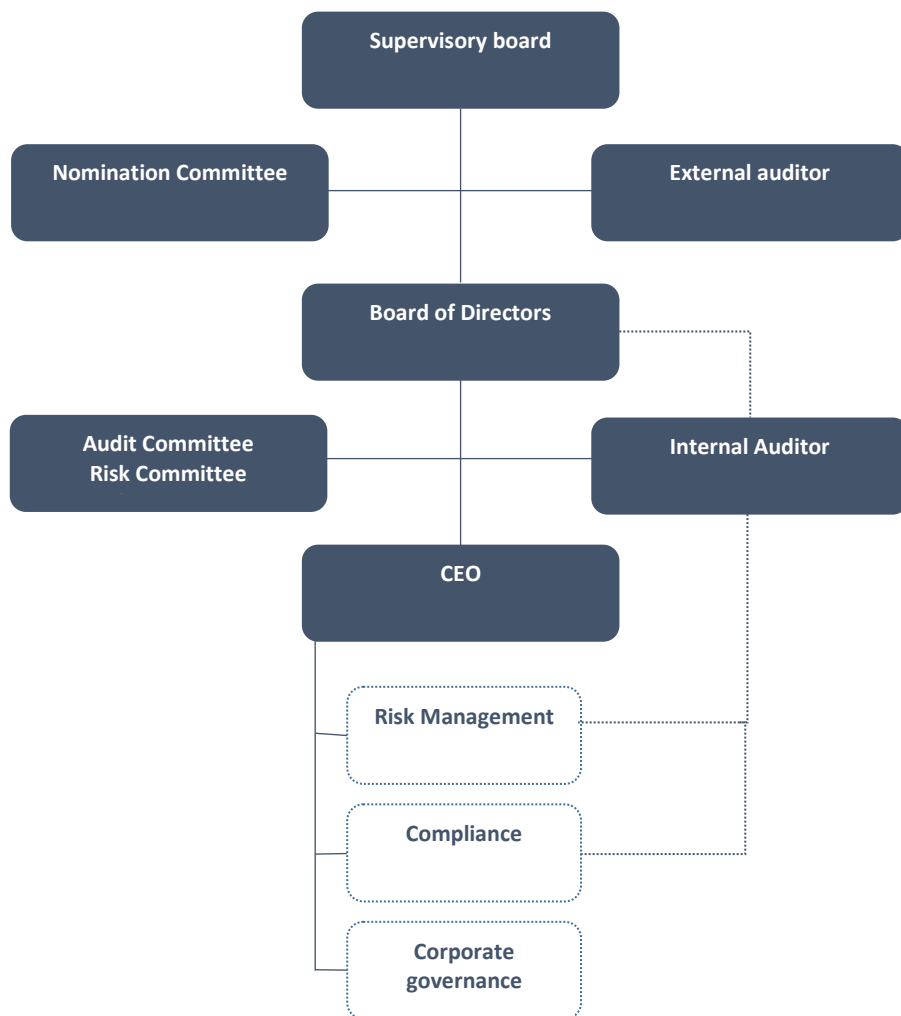 Supervisory board
Nomination Committee
External auditor
Board of Directors
Audit Committee
Risk Committee
Internal Auditor
CEO
Risk Management
Compliance
Corporate
governance